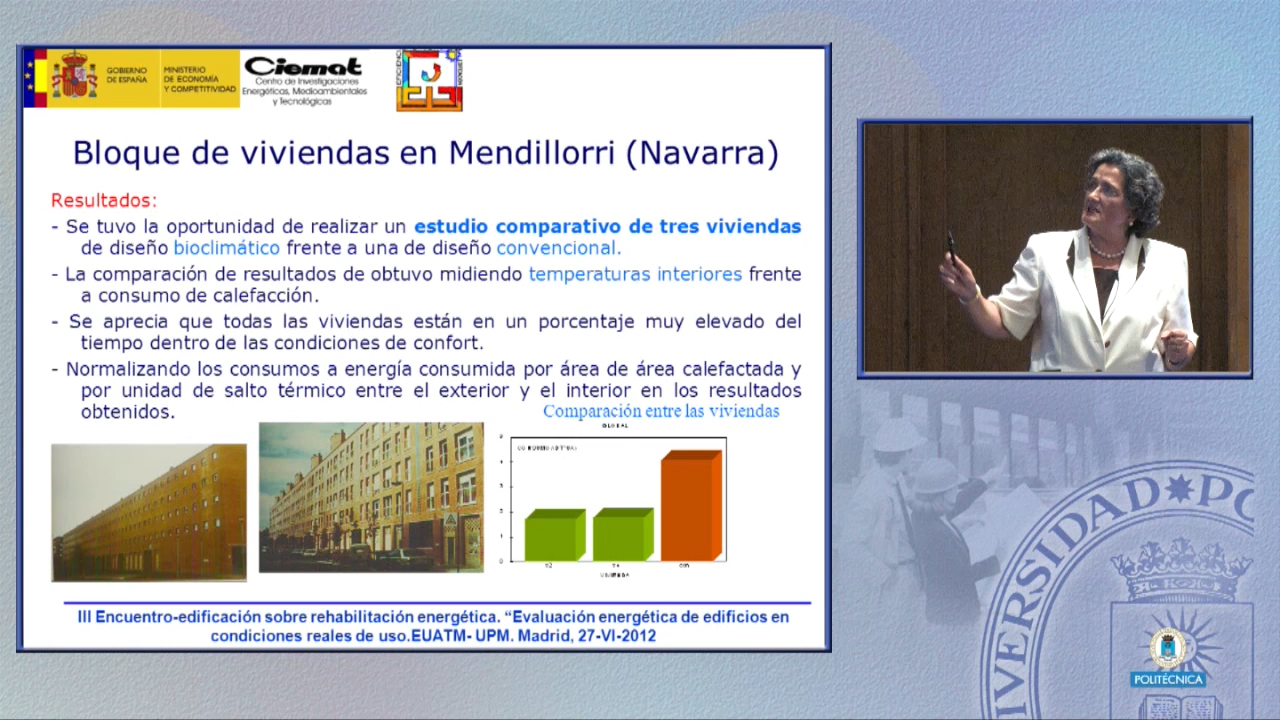 GOBIERNO
DE ESPAÑA
MINISTERIO
DE ECONOMÍA
Y COMPETITIVIDAD
Ciemat
Centro de Investigaciones
Energéticas, Medioambientales
y Tecnológicas
Bloque de viviendas en Mendillorri (Navarra)
Resultados:
- Se tuvo la oportunidad de realizar un estudio comparativo de tres viviendas
de diseño bioclimático frente a una de diseño convencional.
- La comparación de resultados de obtuvo midiendo temperaturas interiores frente
a consumo de calefacción.
- Se aprecia que todas las viviendas están en un porcentaje muy elevado del
tiempo dentro de las condiciones de confort.
- Normalizando los consumos a energía consumida por área de área calefactada y
por unidad de salto térmico entre el exterior y el interior en los resultados
obtenidos.
Comparación entre las viviendas
GLOBAL
VIVIENDA
III Encuentro-edificación sobre rehabilitación energética. “Evaluación energética de edificios en
condiciones reales de uso.EUATM- UPM. Madrid, 27-VI-2012
IVERSIDAD PO
POLITÉCNICA